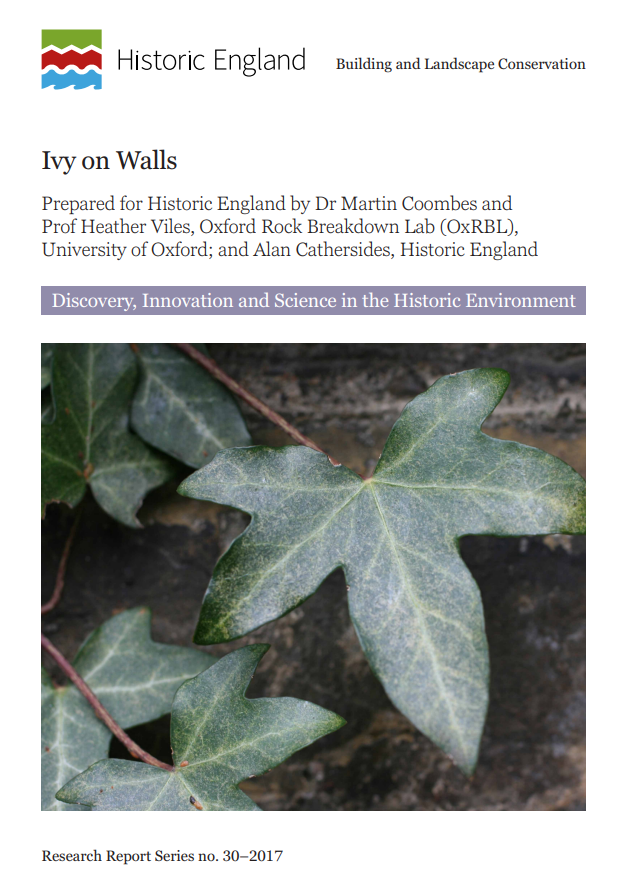 Historic England
Building and Landscape Conservation
Ivy on Walls
Prepared for Historic England by Dr Martin Coombes and
Prof Heather Viles, Oxford Rock Breakdown Lab (OxRBL),
University of Oxford; and Alan Cathersides, Historic England
Discovery, Innovation and Science in the Historic Environment
Research Report Series no. 30–2017